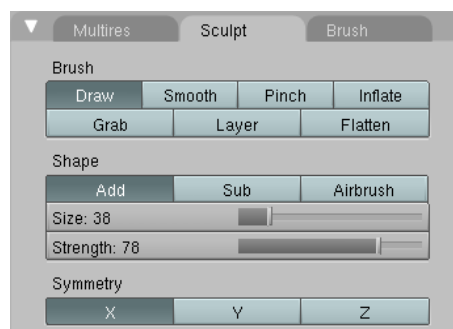 Multires Sculpt Brush
Brush
Draw Smooth Pinch Inflate
Grab Layer Flatten
Shape
Add Sub Airbrush
Size: 38
Strength: 78
Symmetry
X Y Z